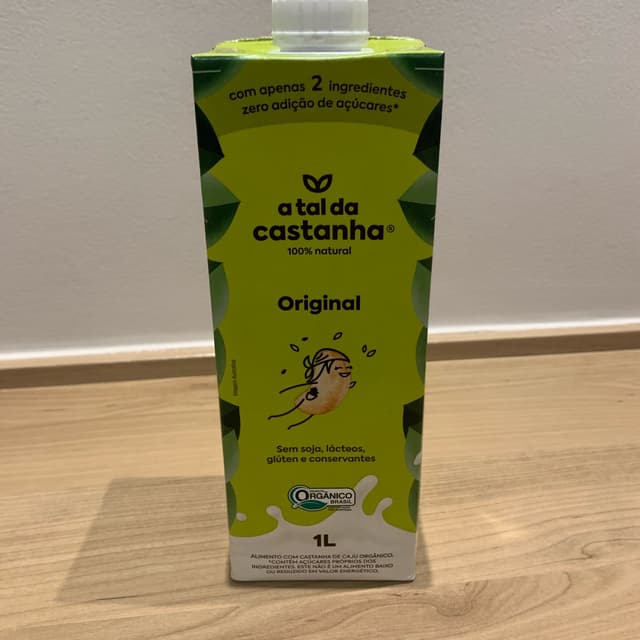 com apenas 2 ingredientes
zero adição de açúcares*
a tal da
castanha®
100% natural
Original
Sem soja, lácteos,
glúten e conservantes
ORGÂNICO
BRASIL
1L
ALIMENTO COM CASTANHA DE CAJU ORGÂNICO.
*CONTÉM AÇÚCARES PRÓPRIOS DOS
INGREDIENTES. ESTE NÃO É UM ALIMENTO BAIXO
OU REDUZIDO EM VALOR ENERGÉTICO.